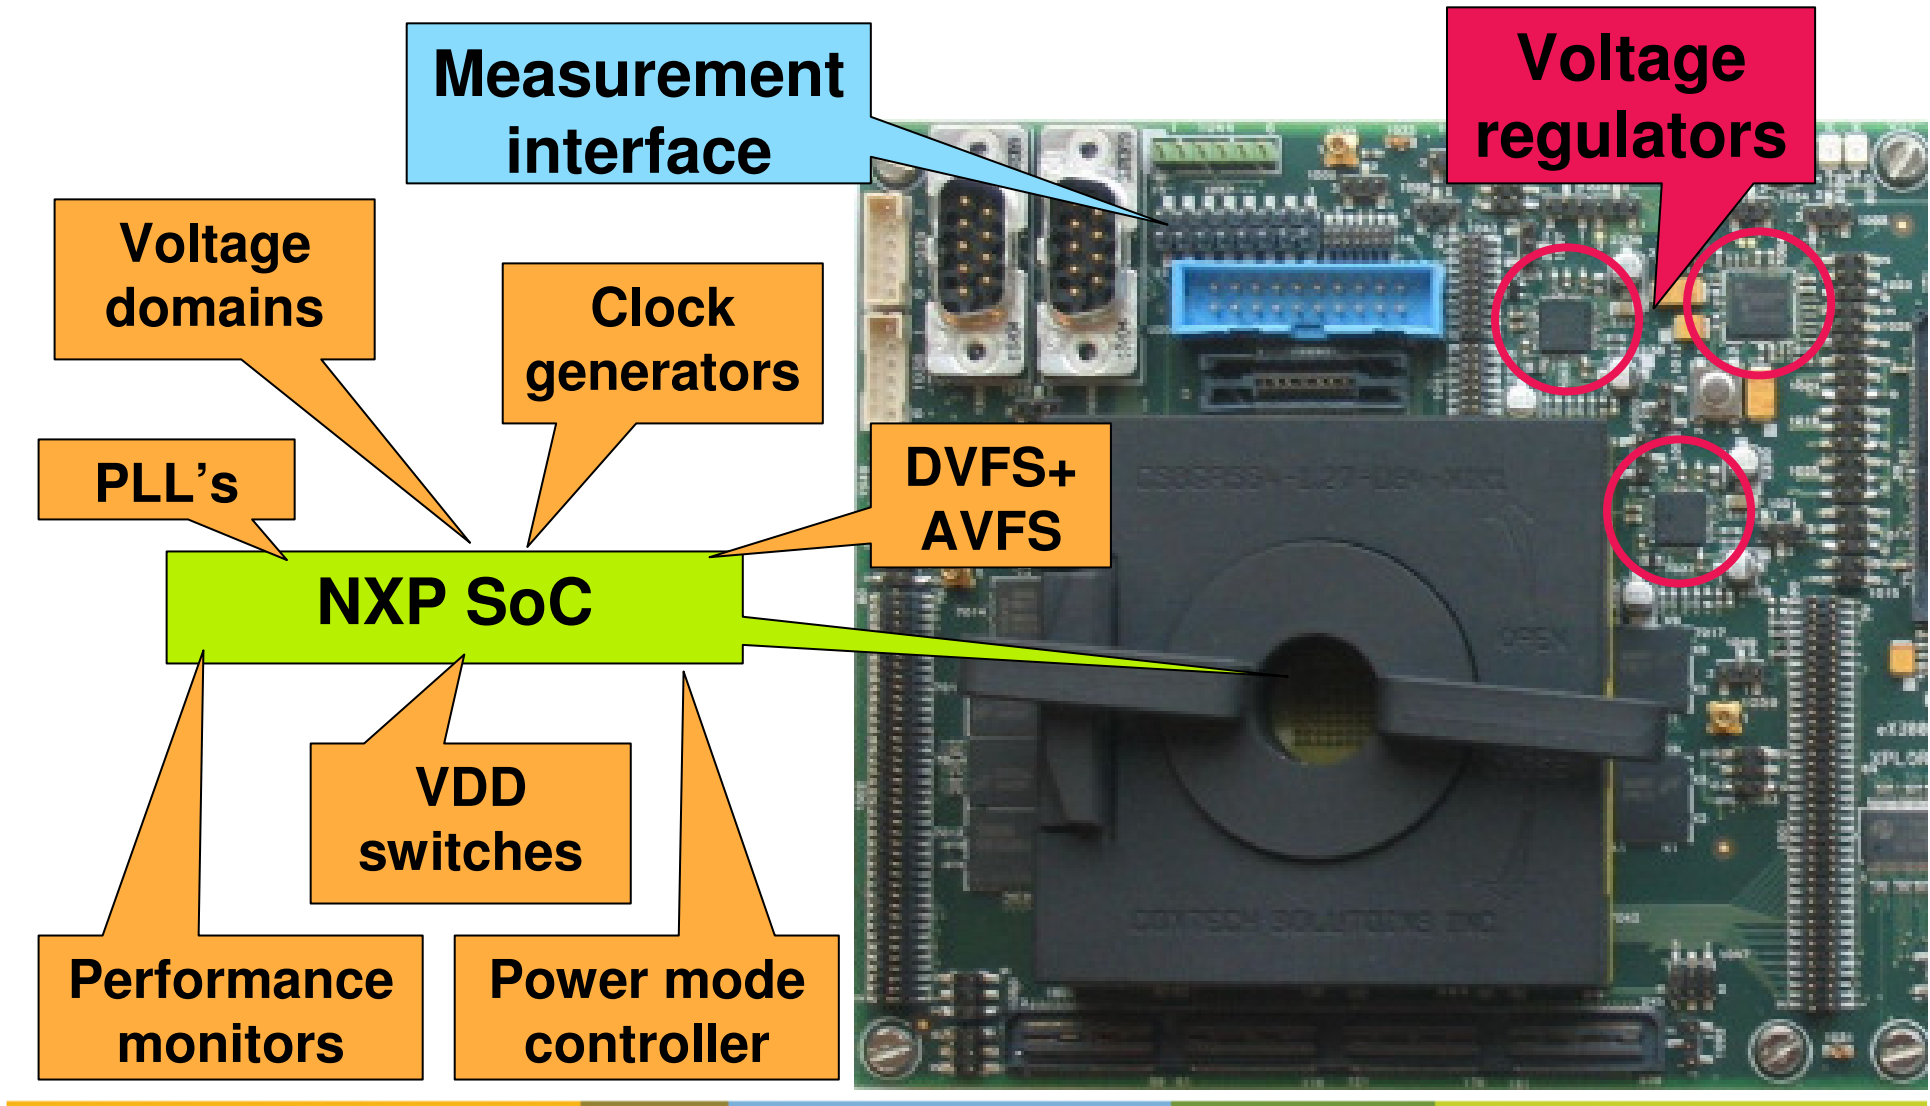 Measurement
interface
Voltage
regulators
Voltage
domains
Clock
generators
PLL's
DVFS+
AVFS
NXP SoC
OPEN
VDD
switches
Performance
monitors
Power mode
controller